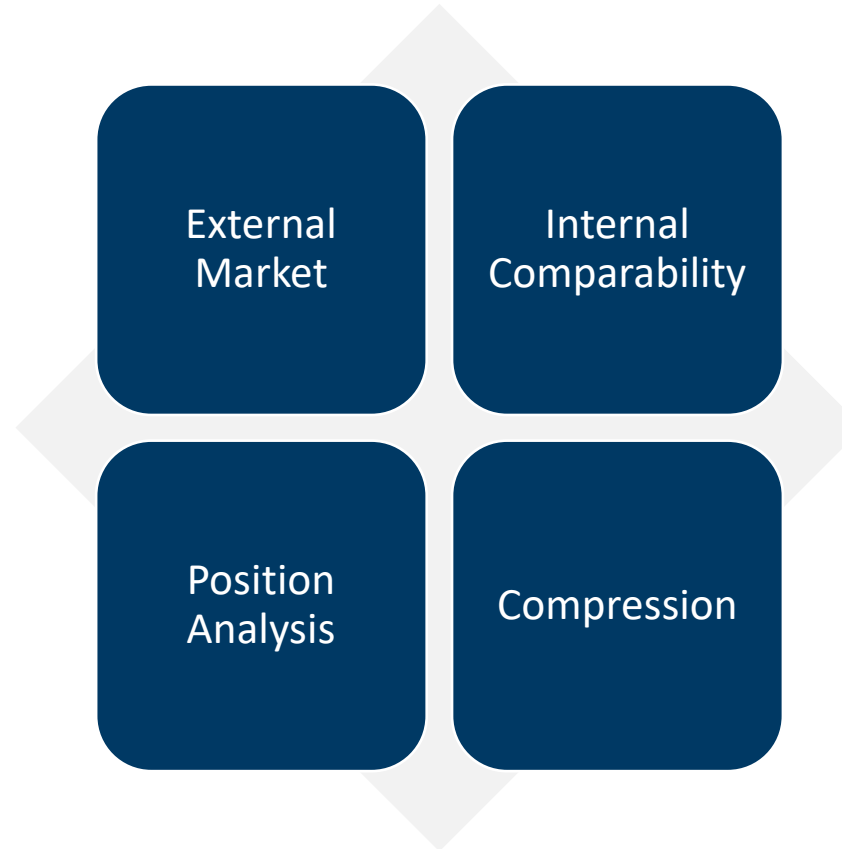 External
Market
Internal
Comparability
Position
Analysis
Compression